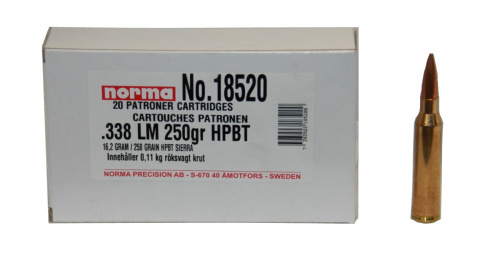 norma No.18520
20 PATRONER CARTRIDGES
CARTOUCHES PATRONEN
.338 LM 250gr HPBT
16,2 GRAM / 250 GRAIN HPBT SIERRA
Innehåller 0,11 kg röksvagt krut
NORMA PRECISION AB - S-670 40 ÅMOTFORS - SWEDEN